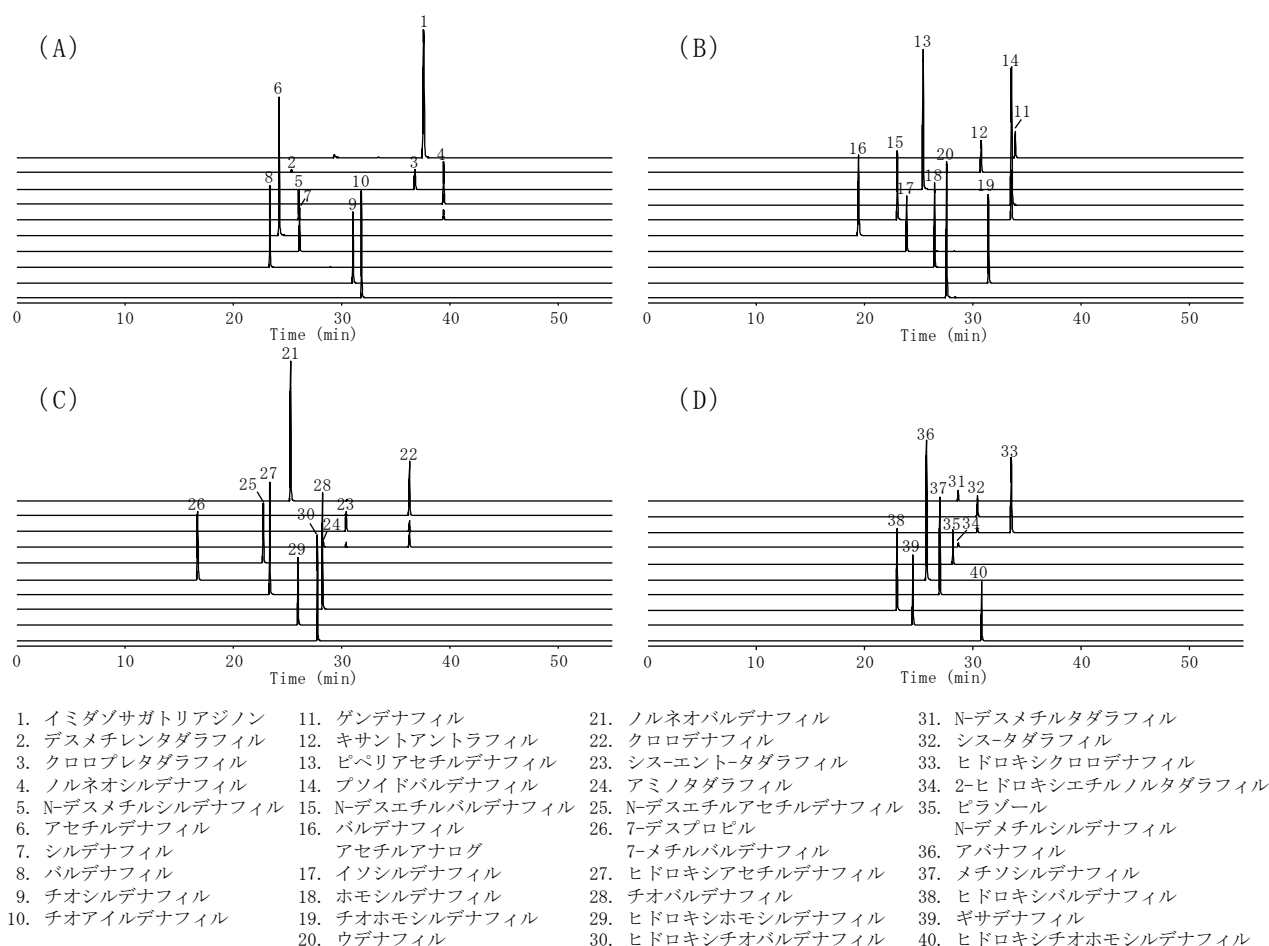 (A)
1
6
2
3
4
8
5
7
10
9
0
10
20
30
40
50
Time (min)
(B)
13
14
11
12
15
16
20
17
18
19
0
10
20
30
40
50
Time (min)
(C)
21
22
27
25
28
26
23
30
24
29
0
10
20
30
40
50
Time (min)
(D)
36
33
31
32
37
38
35
34
39
40
0
10
20
30
40
50
Time (min)
1. イミダゾサガトリアジノン
2. デスメチレンタダラフィル
3. クロロプレタダラフィル
4. ノルネオシルデナフィル
5. N-デスメチルシルデナフィル
6. アセチルデナフィル
7. シルデナフィル
8. バルデナフィル
9. チオシルデナフィル
10. チオアイルデナフィル
11. ゲンデナフィル
12. キサントアントラフィル
13. ピペリアセチルデナフィル
14. プソイドバルデナフィル
15. N-デスエチルバルデナフィル
16. バルデナフィル
アセチルアナログ
17. イソシルデナフィル
18. ホモシルデナフィル
19. チオホモシルデナフィル
20. ウデナフィル
21. ノルネオバルデナフィル
22. クロロデナフィル
23. シス-エント-タダラフィル
24. アミノタダラフィル
25. N-デスエチルアセチルデナフィル
26. 7-デスプロピル
7-メチルバルデナフィル
27. ヒドロキシアセチルデナフィル
28. チオバルデナフィル
29. ヒドロキシホモシルデナフィル
30. ヒドロキシチオバルデナフィル
31. N-デスメチルタダラフィル
32. シス-タダラフィル
33. ヒドロキシクロロデナフィル
34. 2-ヒドロキシエチルノルタダラフィル
35. ピラゾール
N-デメチルシルデナフィル
36. アバナフィル
37. メチソシルデナフィル
38. ヒドロキシバルデナフィル
39. ギサデナフィル
40. ヒドロキシチオホモシルデナフィル